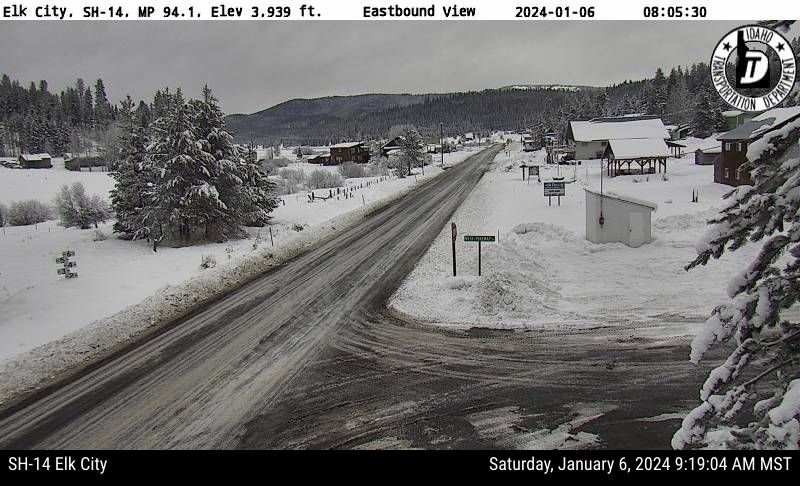 Elk City, SH-14, MP 94.1, Elev 3,939 ft. Eastbound View 2024-01-06 08:05:30
IDAHO
TRANSPORTATION DEPARTMENT
SH-14 Elk City Saturday, January 6, 2024 9:19:04 AM MST